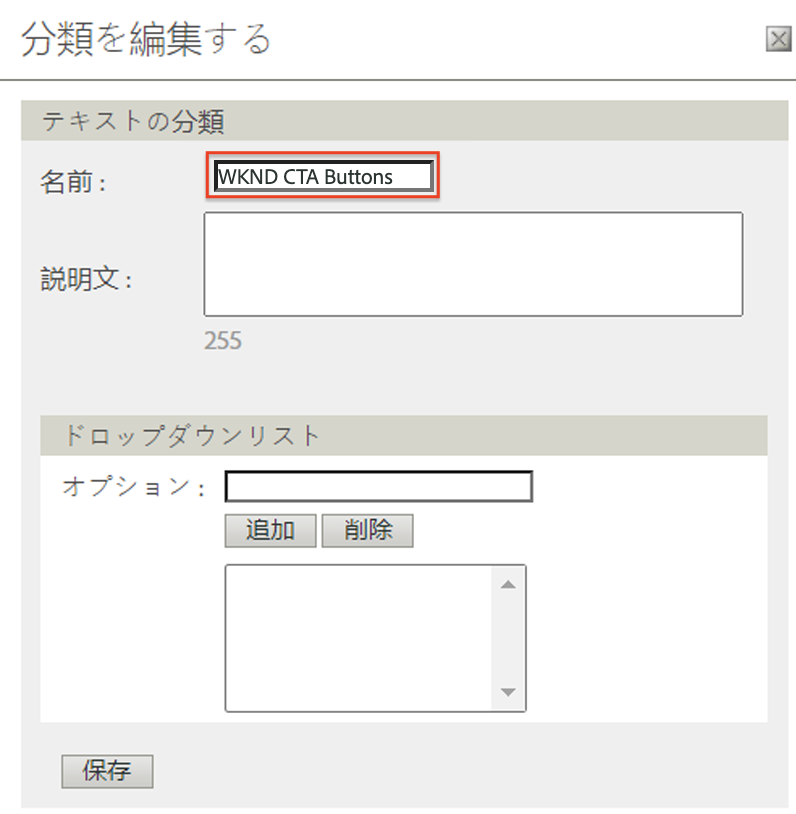 分類を編集する
テキストの分類
名前 :
WKND CTA Buttons
説明文 :
255
ドロップダウンリスト
オプション :
追加 削除
保存